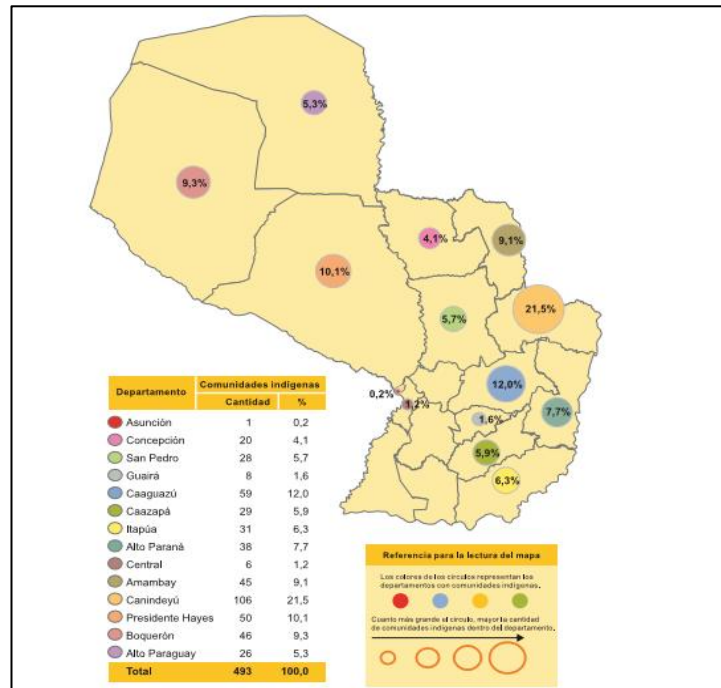 5,3%
9,3%
4,1%
9,1%
10,1%
21,5%
5,7%
12,0%
0,2%
1,2%
1,6%
7,7%
5,9%
6,3%
Departamento Comunidades indígenas
Cantidad %
Asunción 1 0,2
Concepción 20 4,1
San Pedro 28 5,7
Guairá 8 1,6
Caaguazú 59 12,0
Caazapá 29 5,9
Itapúa 31 6,3
Alto Paraná 38 7,7
Central 6 1,2
Amambay 45 9,1
Canindeyú 106 21,5
Presidente Hayes 50 10,1
Boquerón 46 9,3
Alto Paraguay 26 5,3
Total 493 100,0
Referencia para la lectura del mapa
Los colores de los círculos representan los
departamentos con comunidades indígenas.
Cuanto más grande el círculo, mayor la cantidad
de comunidades indígenas dentro del departamento.